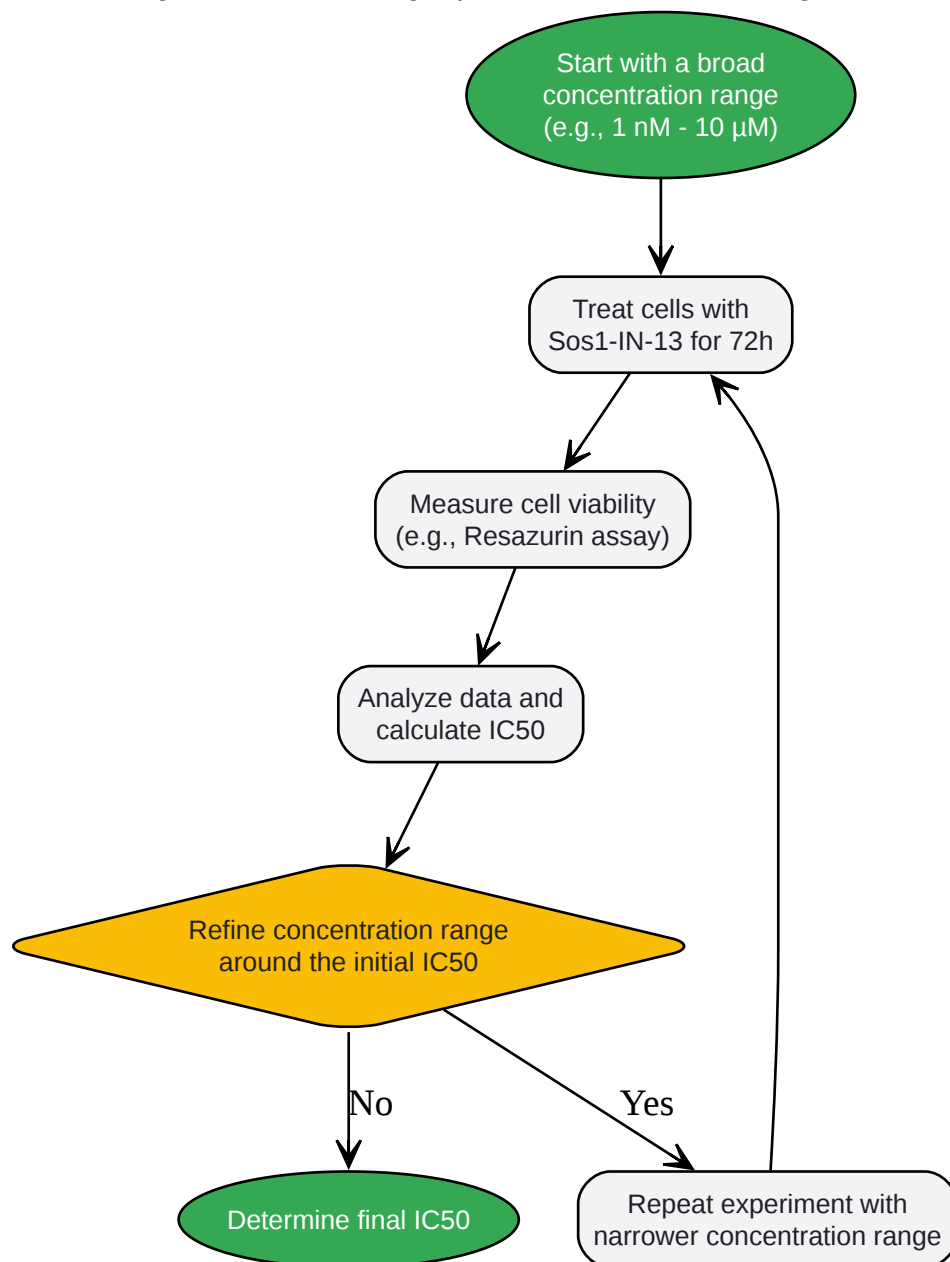 Start with a broad
concentration range
(e.g., 1 nM - 10 µM)
Treat cells with
Sos1-IN-13 for 72h
Measure cell viability
(e.g., Resazurin assay)
Analyze data and
calculate IC50
Refine concentration range
around the initial IC50
No
Yes
Determine final IC50
Repeat experiment with
narrower concentration range